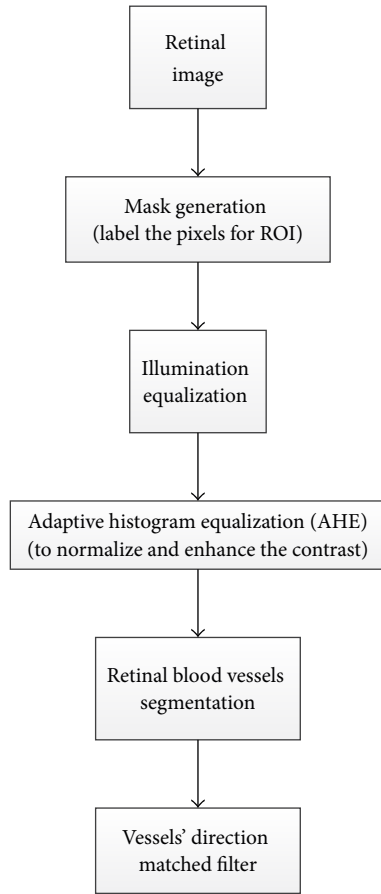 Retinal
image
Mask generation
(label the pixels for ROI)
Illumination
equalization
Adaptive histogram equalization (AHE)
(to normalize and enhance the contrast)
Retinal blood vessels
segmentation
Vessels’ direction
matched filter